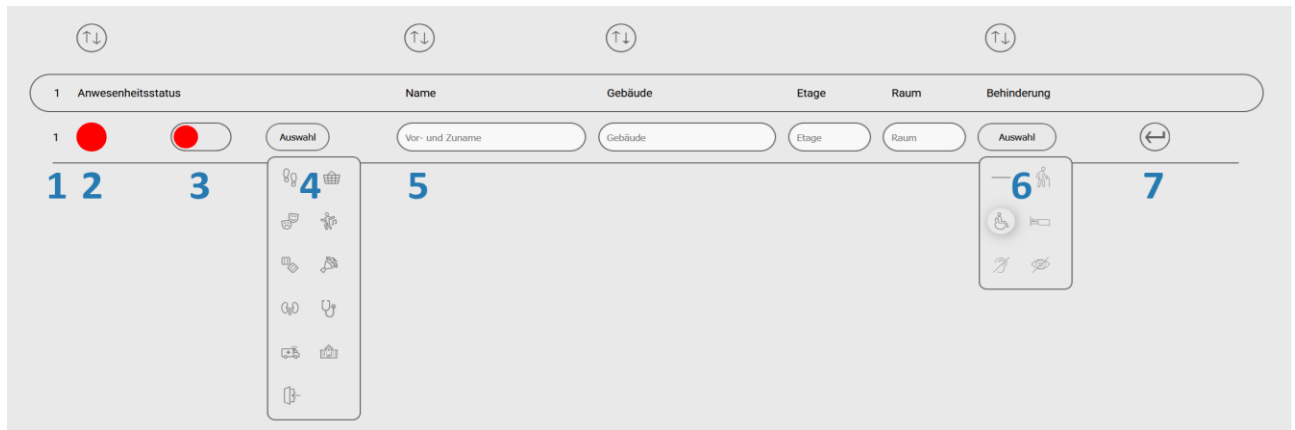 1 Anwesenheitsstatus Name Gebäude Etage Raum Behinderung
1 Auswahl Vor- und Zuname Gebäude Etage Raum Auswahl
1 2 3 4 5 6 7